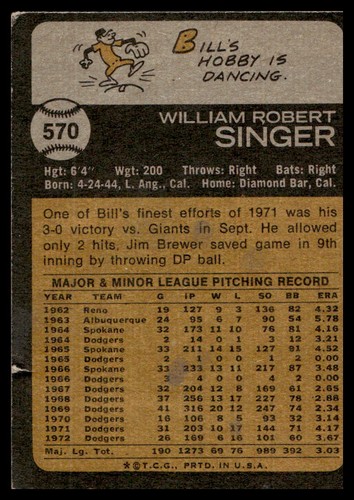 BILL'S
HOBBY IS
DANCING.
570
WILLIAM ROBERT
SINGER
Hgt: 6'4" Wgt: 200 Throws: Right Bats: Right
Born: 4-24-44, L. Ang., Cal. Home: Diamond Bar, Cal.
One of Bill's finest efforts of 1971 was his
3-0 victory vs. Giants in Sept. He allowed
only 2 hits. Jim Brewer saved game in 9th
inning by throwing DP ball.
MAJOR & MINOR LEAGUE PITCHING RECORD
YEAR TEAM G IP W L SO BB ERA
1962 Reno 19 127 9 3 136 82 4.32
1963 Albuquerque 24 95 6 7 90 54 5.78
1964 Spokane 32 173 11 10 76 81 4.16
1964 Dodgers 2 14 0 1 3 12 3.21
1965 Spokane 33 211 14 15 127 91 4.52
1965 Dodgers 2 1 0 0 1 2 0.00
1966 Spokane 33 233 13 11 217 87 3.48
1966 Dodgers 3 4 0 0 4 2 0.00
1967 Dodgers 32 204 12 8 169 61 2.65
1968 Dodgers 37 256 13 17 227 78 2.88
1969 Dodgers 41 316 20 12 247 74 2.34
1970 Dodgers 16 106 8 5 93 32 3.14
1971 Dodgers 31 203 10 17 144 71 4.17
1972 Dodgers 26 169 6 16 101 60 3.67
Maj. Lg. Tot. 190 1273 69 76 989 392 3.03
*© T.C.G., PRTD. IN U.S.A.